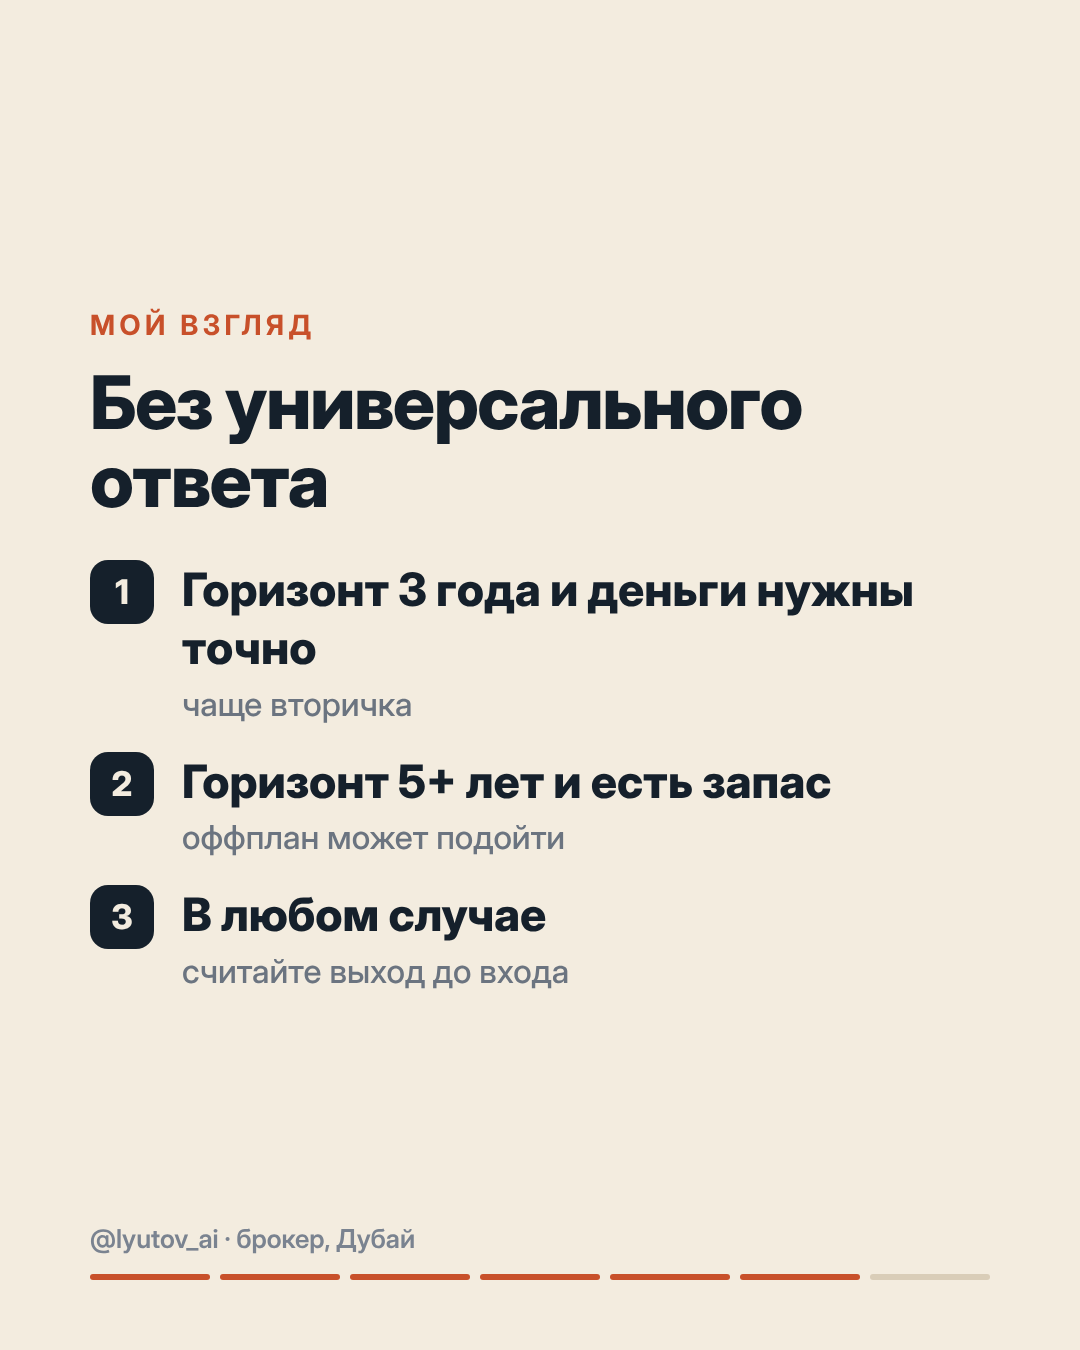 МОЙ ВЗГЛЯД
Без универсального
ответа
1 Горизонт 3 года и деньги нужны
точно
чаще вторичка
2 Горизонт 5+ лет и есть запас
оффплан может подойти
3 В любом случае
считайте выход до входа
@lyutov_ai · брокер, Дубай